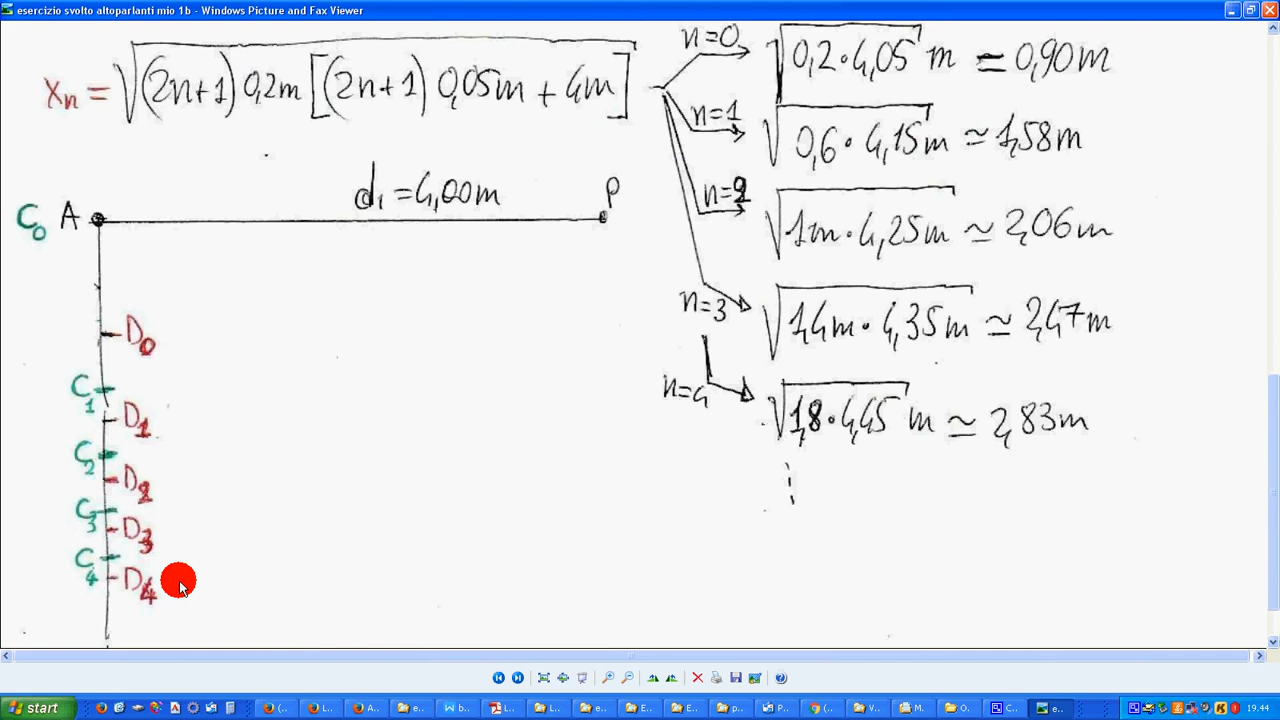 esercizio svolto altoparlanti mio 1b - Windows Picture and Fax Viewer
xn = √(2n+1) 0,2m [(2n+1) 0,05m + 4m]
n=0 √0,2·4,05 m ≃ 0,90m
n=1 √0,6·4,15m ≃ 1,58m
n=2 √1m·4,25m ≃ 2,06m
n=3 √1,4m·4,35m ≃ 2,47m
n=4 √1,8·4,45 m ≃ 2,83m
d₁ = 4,00m
C₀ A P
D₀
C₁
D₁
C₂
D₂
C₃
D₃
C₄
D₄
start
(
L...
A...
e...
b...
L...
L...
e...
E...
E...
p...
P...
(
V...
M...
O...
C...
e...
19.44